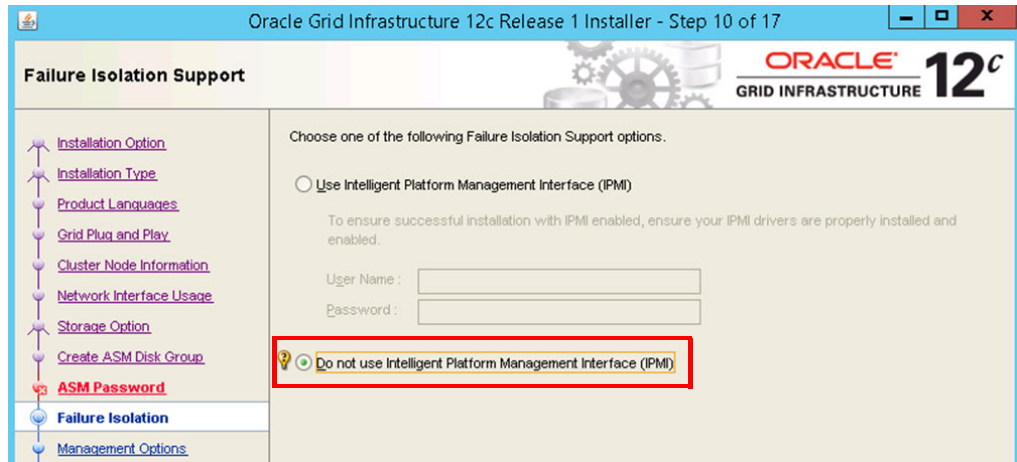 Oracle Grid Infrastructure 12c Release 1 Installer - Step 10 of 17
Failure Isolation Support
ORACLE
GRID INFRASTRUCTURE
12c
Installation Option
Installation Type
Product Languages
Grid Plug and Play
Cluster Node Information
Network Interface Usage
Storage Option
Create ASM Disk Group
ASM Password
Failure Isolation
Management Options
Choose one of the following Failure Isolation Support options.
Use Intelligent Platform Management Interface (IPMI)
To ensure successful installation with IPMI enabled, ensure your IPMI drivers are properly installed and
enabled.
User Name :
Password :
Do not use Intelligent Platform Management Interface (IPMI)